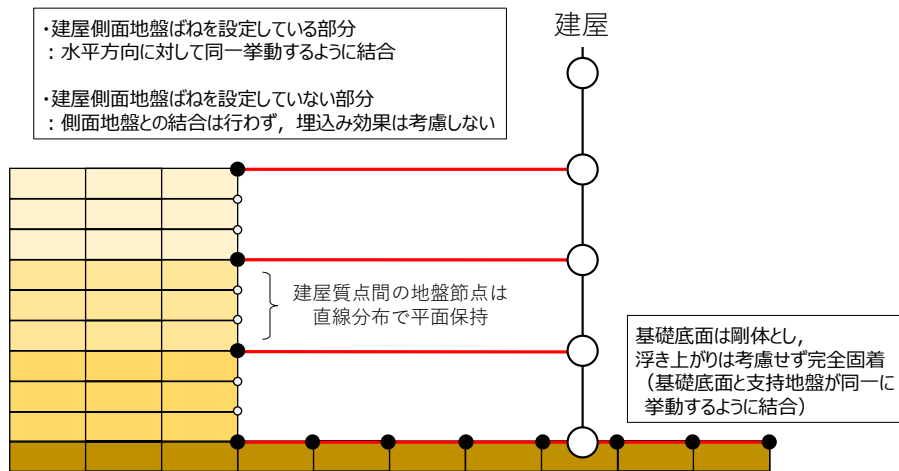 ・建屋側面地盤ばねを設定している部分
：水平方向に対して同一挙動するように結合
・建屋側面地盤ばねを設定していない部分
：側面地盤との結合は行わず，埋込み効果は考慮しない
建屋
建屋質点間の地盤節点は
直線分布で平面保持
基礎底面は剛体とし，
浮き上がりは考慮せず完全固着
（基礎底面と支持地盤が同一に
挙動するように結合）